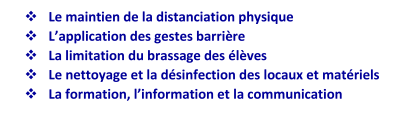 ❖ Le maintien de la distanciation physique
❖ L’application des gestes barrière
❖ La limitation du brassage des élèves
❖ Le nettoyage et la désinfection des locaux et matériels
❖ La formation, l’information et la communication